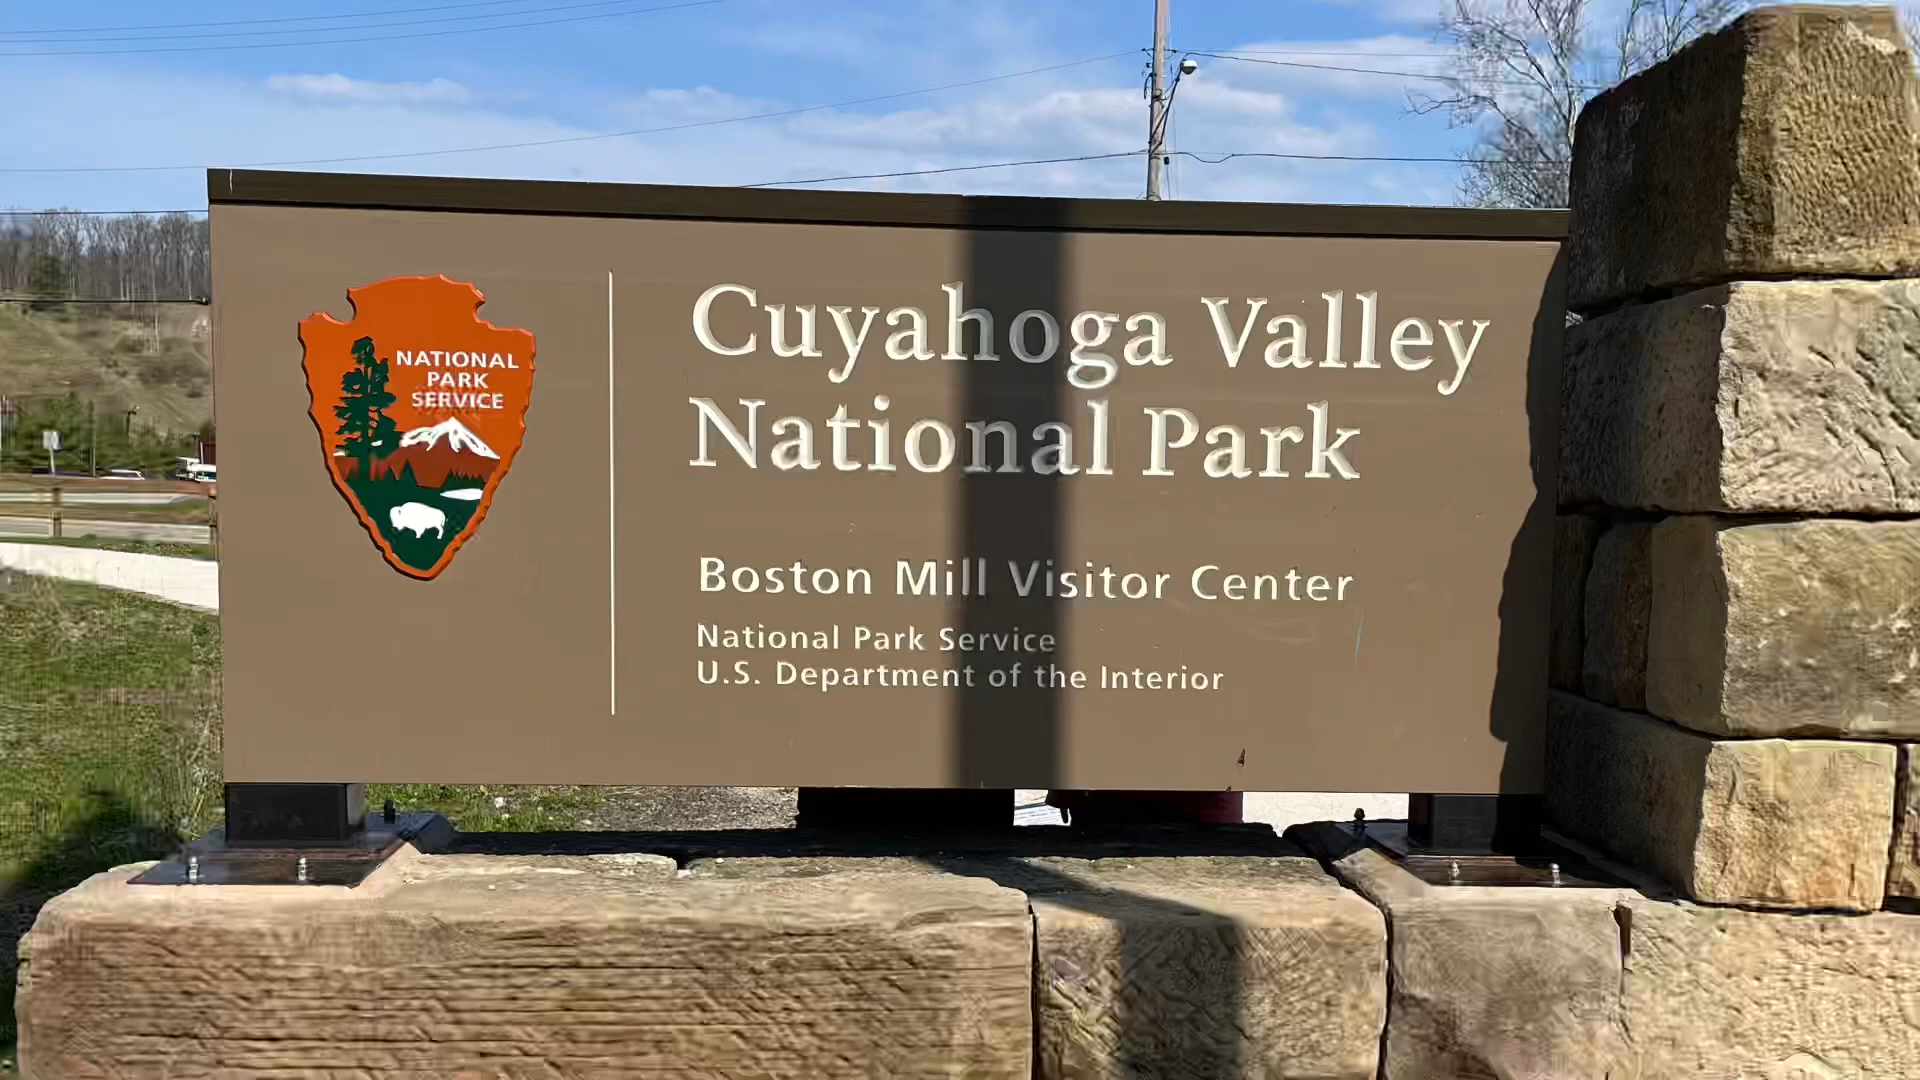 NATIONAL
PARK
SERVICE
Cuyahoga Valley
National Park
Boston Mill Visitor Center
National Park Service
U.S. Department of the Interior